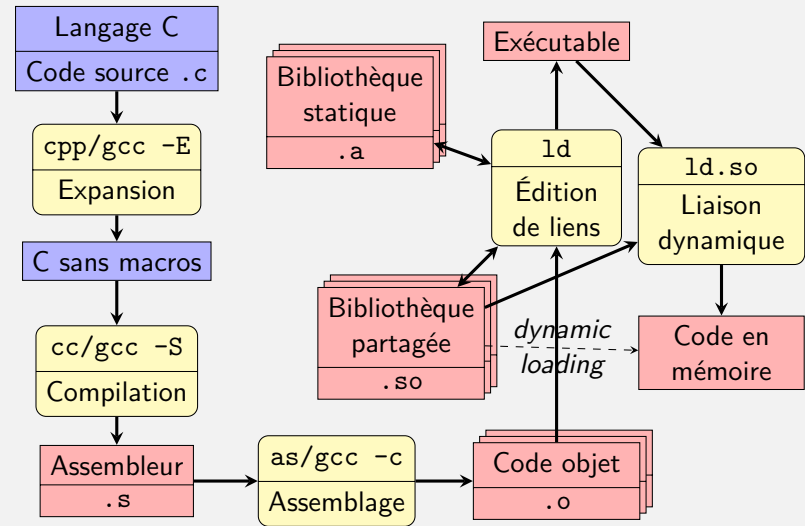 Langage C
Code source .c
cpp/gcc -E
Expansion
C sans macros
cc/gcc -S
Compilation
Assembleur
.s
as/gcc -c
Assemblage
Code objet
.o
Bibliothèque
statique
.a
Exécutable
ld
Édition
de liens
ld.so
Liaison
dynamique
Bibliothèque
partagée
.so
dynamic
loading
Code en
mémoire